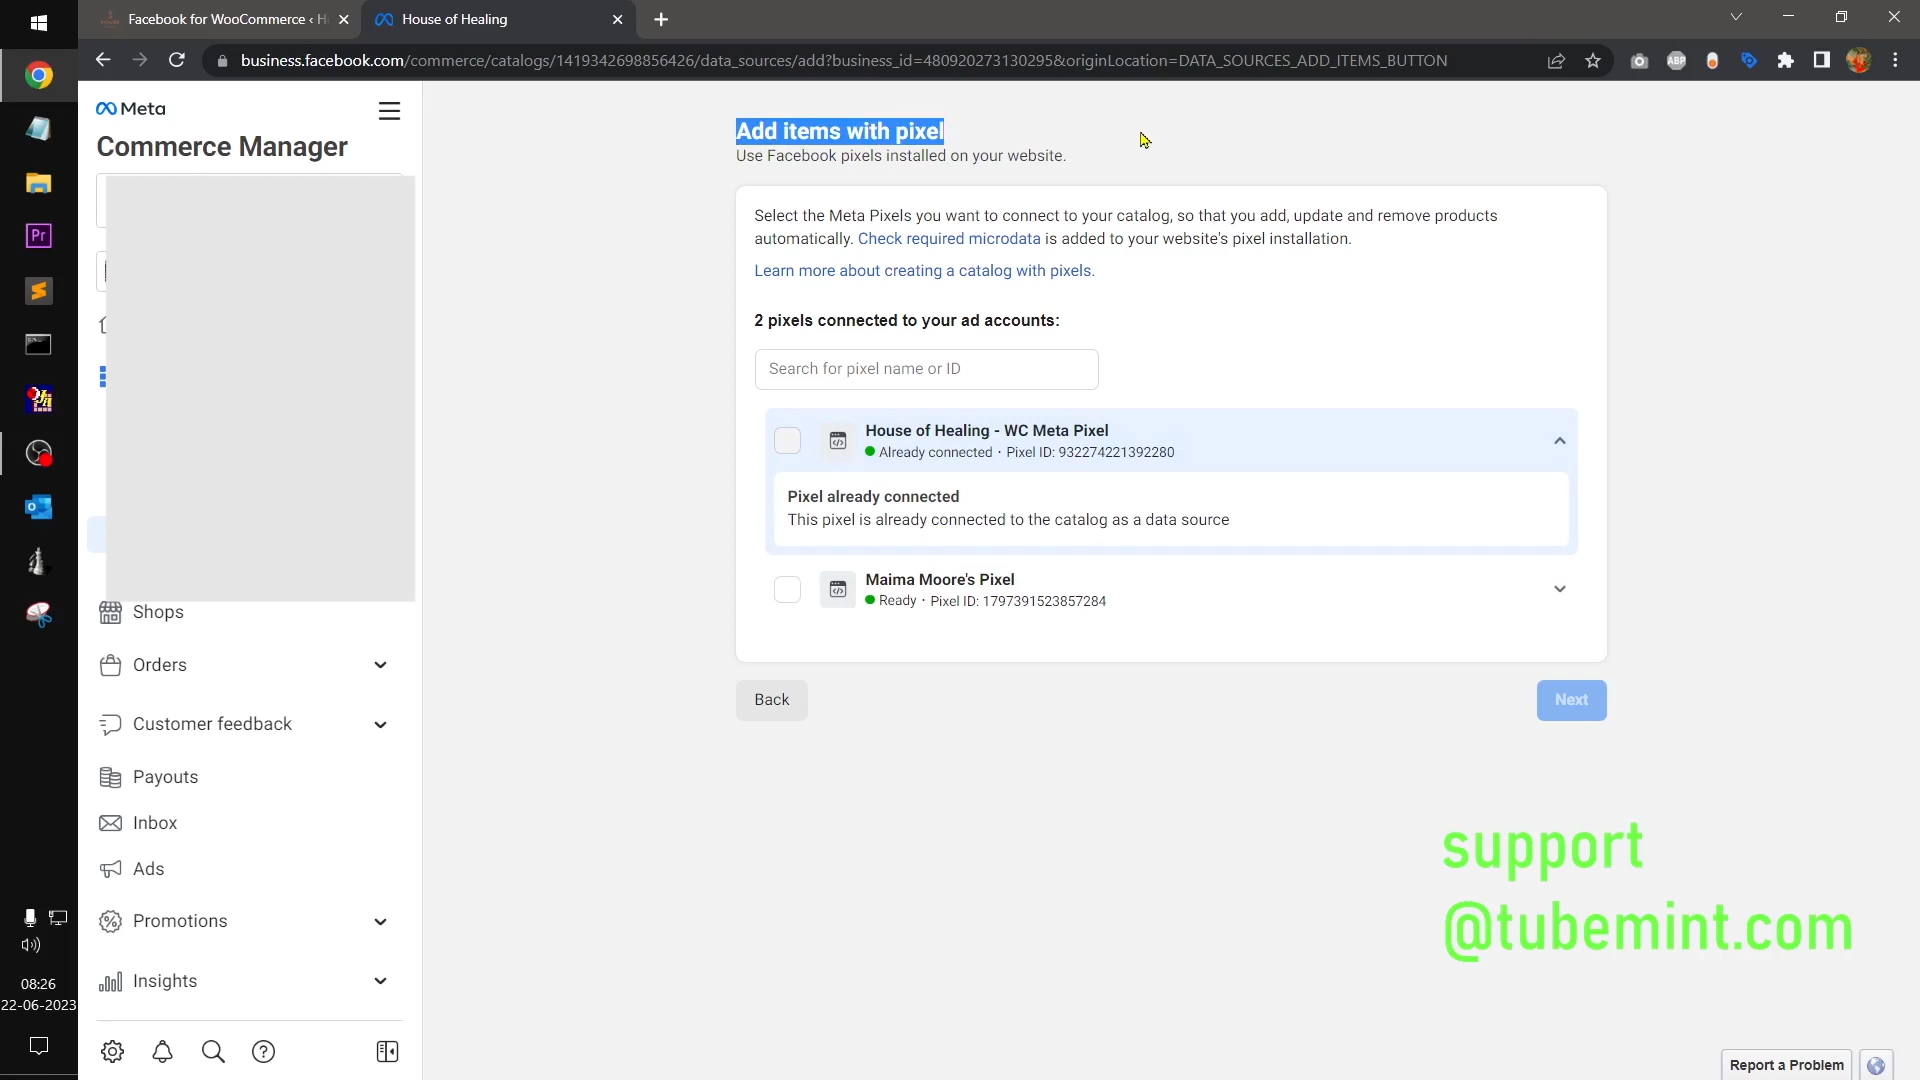 Facebook for WooCommerce ‹ H
House of Healing
business.facebook.com/commerce/catalogs/1419342698856426/data_sources/add?business_id=480920273130295&originLocation=DATA_SOURCES_ADD_ITEMS_BUTTON
ABP
Meta
Commerce Manager
Shops
Orders
Customer feedback
Payouts
Inbox
Ads
Promotions
Insights
Add items with pixel
Use Facebook pixels installed on your website.
Select the Meta Pixels you want to connect to your catalog, so that you add, update and remove products
automatically. Check required microdata is added to your website's pixel installation.
Learn more about creating a catalog with pixels.
2 pixels connected to your ad accounts:
Search for pixel name or ID
House of Healing - WC Meta Pixel
Already connected · Pixel ID: 932274221392280
Pixel already connected
This pixel is already connected to the catalog as a data source
Maima Moore's Pixel
Ready · Pixel ID: 1797391523857284
Back
Next
support
@tubemint.com
Report a Problem
Pr
08:26
22-06-2023